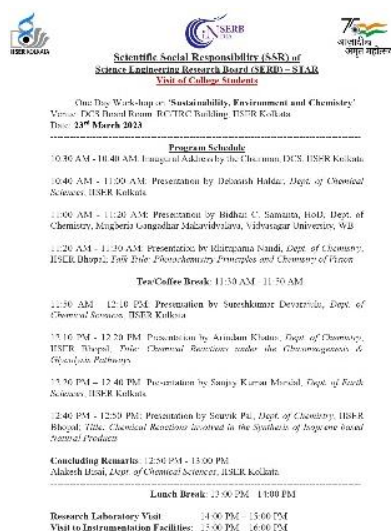 IISER KOLKATA
SERB
आज़ादी का
अमृत महोत्सव
Scientific Social Responsibility (SSR) of
Science Engineering Research Board (SERB) – STAR
Visit of College Students
One Day Workshop on 'Sustainability, Environment and Chemistry'
Venue: DCS Board Room, RC/TRC Building, IISER Kolkata
Date: 23rd March 2023
Program Schedule
10:30 AM - 10:40 AM: Inaugural Address by the Chairman, DCS, IISER Kolkata
10:40 AM - 11:00 AM: Presentation by Debasish Haldar, Dept. of Chemical
Sciences, IISER Kolkata
11:00 AM - 11:20 AM: Presentation by Bidhan C. Samanta, HoD, Dept. of
Chemistry, Mugberia Gangadhar Mahavidyalaya, Vidyasagar University, WB
11:20 AM - 11:30 AM: Presentation by Nandi, Dept. of Chemistry,
IISER Bhopal; Talk Title: Photochemistry Principles and Chemistry of Vision
Tea/Coffee Break: 11:30 AM - 11:50 AM
11:50 AM - 12:10 PM: Presentation by Sureshkumar Devatha, Dept. of
Chemical Sciences, IISER Kolkata
12:10 PM - 12:20 PM: Presentation by Arindam Khatua, Dept. of Chemistry,
IISER Bhopal, Title: Chemical Reactions under the Gluconeogenesis &
Glycolysis Pathways
12:20 PM – 12:40 PM: Presentation by Sanjay Kumar Mandal, Dept. of Earth
Sciences, IISER Kolkata
12:40 PM - 12:50 PM: Presentation by Souvik Pal, Dept. of Chemistry, IISER
Bhopal; Title: Chemical Reactions involved in the Synthesis of Isoprene based
Natural Products
Concluding Remarks: 12:50 PM - 13:00 PM
Alakesh Bisai, Dept. of Chemical Sciences, IISER Kolkata
Lunch Break: 13:00 PM - 14:00 PM
Research Laboratory Visit 14:00 PM – 15:00 PM
Visit to Instrumentation Facilities: 15:00 PM – 16:00 PM